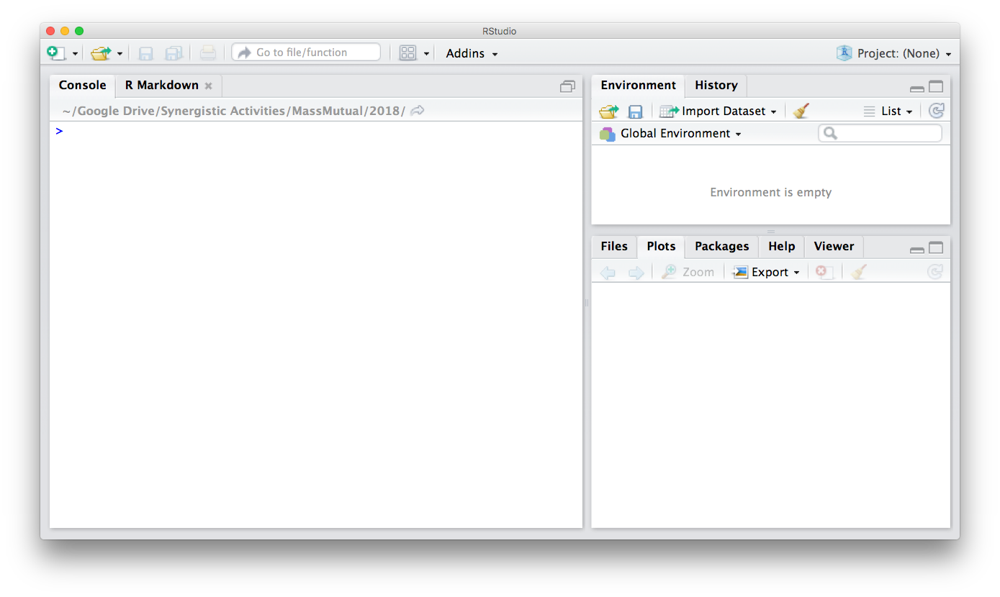 RStudio
Go to file/function
Addins
R Project: (None)
Console R Markdown
~/Google Drive/Synergistic Activities/MassMutual/2018/
>
Environment History
Import Dataset List
Global Environment
Environment is empty
Files Plots Packages Help Viewer
Zoom Export